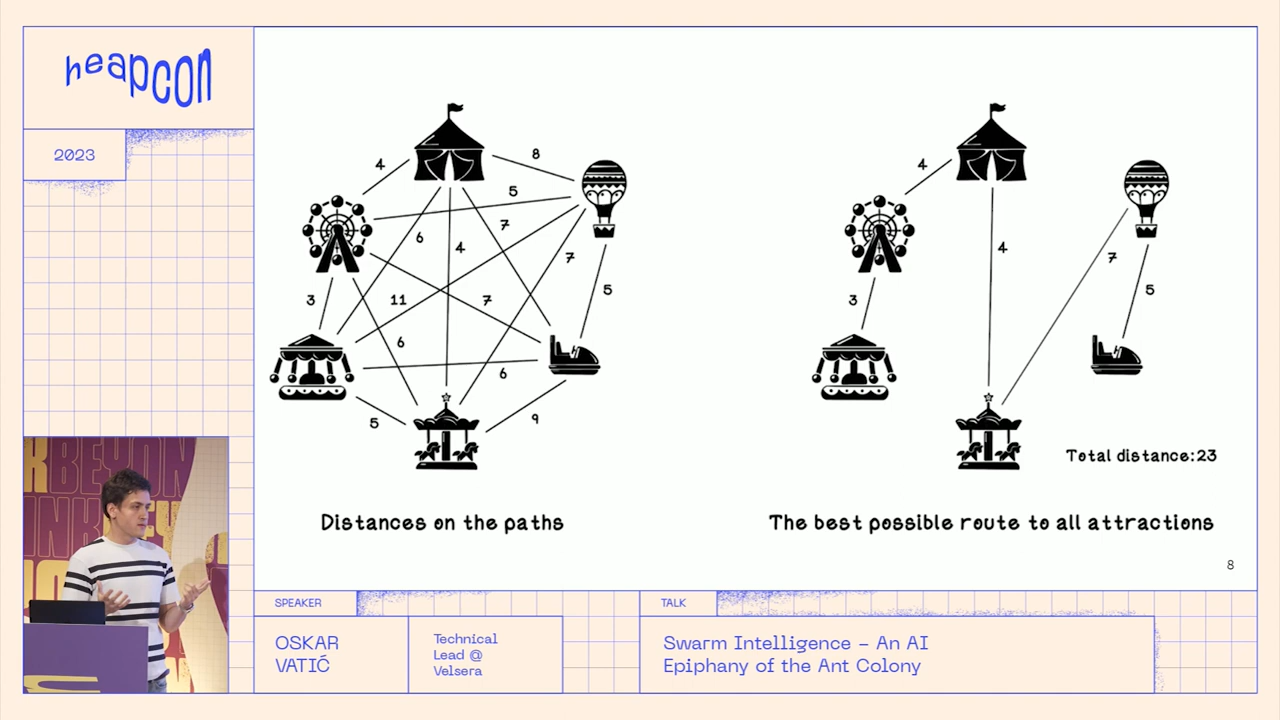 heapcon
2023
4
8
5
7
6
4
7
5
3
11
7
6
6
5
9
Distances on the paths
4
4
7
3
5
Total distance:23
The best possible route to all attractions
8
SPEAKER
OSKAR
VATIĆ
Technical
Lead @
Velsera
TALK
Swarm Intelligence – An AI
Epiphany of the Ant Colony